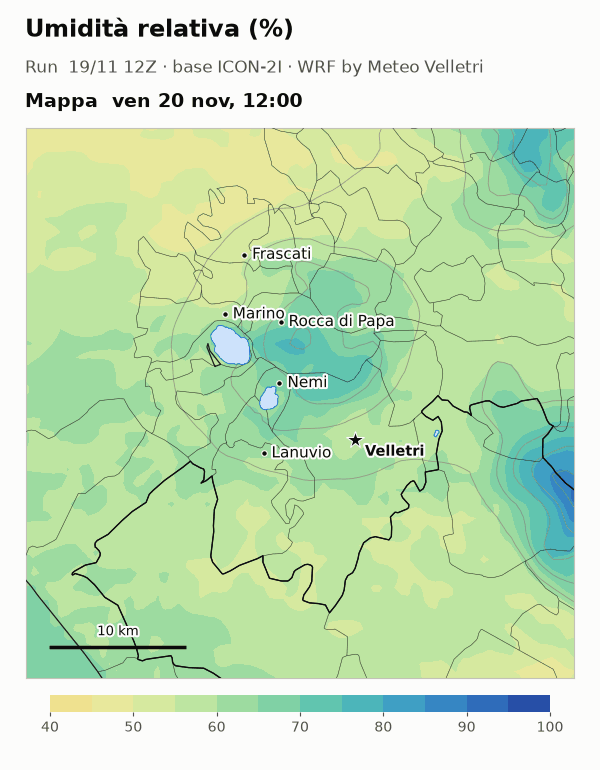 Umidità relativa (%)
Run  19/11 12Z · base ICON-2I · WRF by Meteo Velletri
Mappa  ven 20 nov, 12:00
Frascati
Marino
Rocca di Papa
Nemi
Velletri
Lanuvio
10 km
40 50 60 70 80 90 100